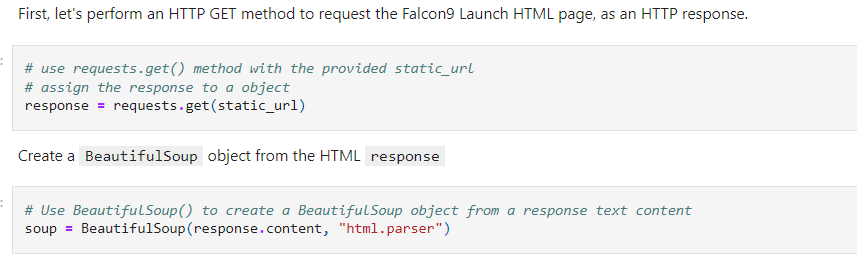 First, let's perform an HTTP GET method to request the Falcon9 Launch HTML page, as an HTTP response.
# use requests.get() method with the provided static_url
# assign the response to a object
response = requests.get(static_url)
Create a BeautifulSoup object from the HTML response
# Use BeautifulSoup() to create a BeautifulSoup object from a response text content
soup = BeautifulSoup(response.content, "html.parser")